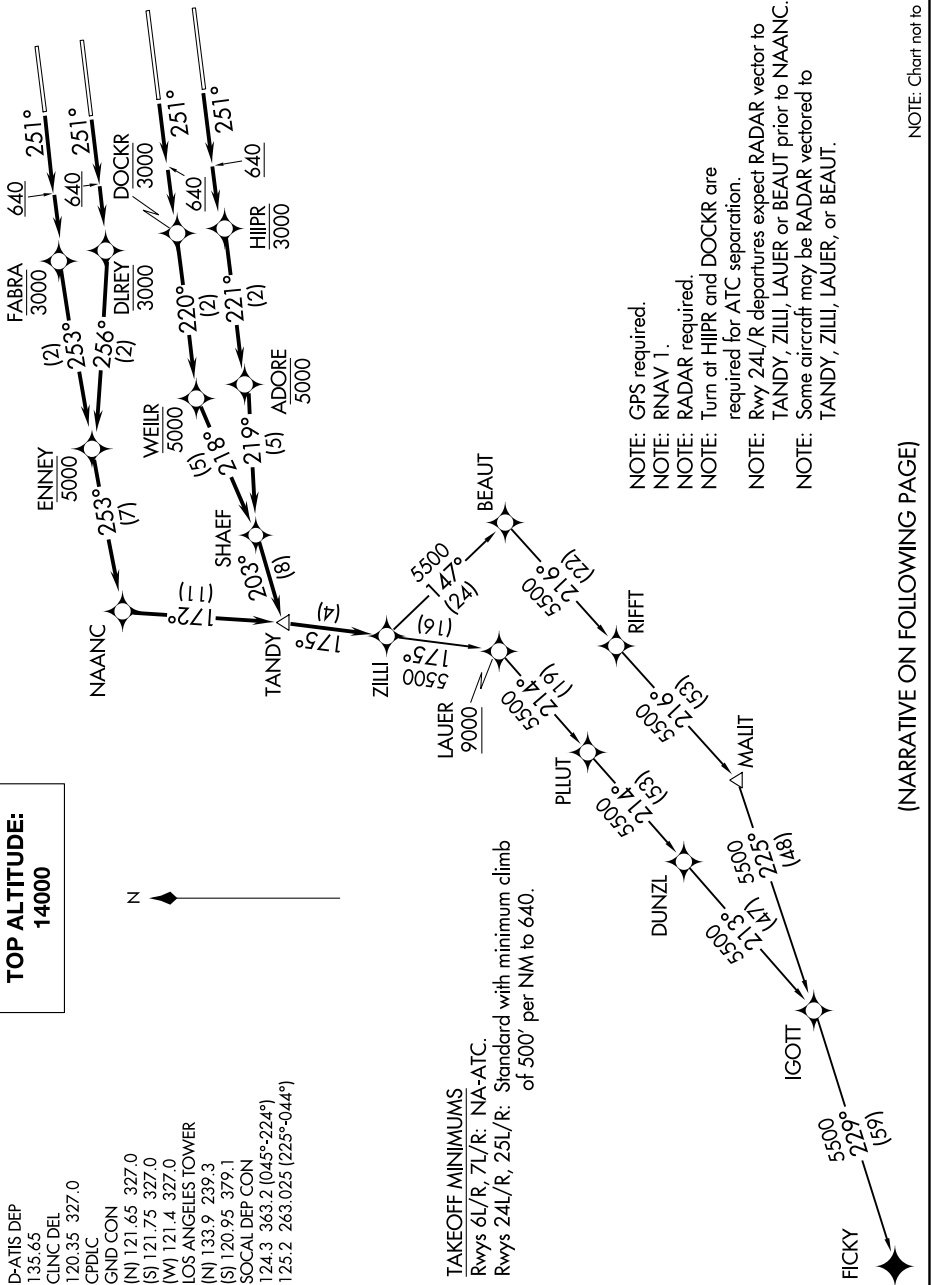 TOP ALTITUDE:
14000
D-ATIS DEP
135.65
CLNC DEL
120.35 327.0
CPDLC
GND CON
(N) 121.65 327.0
(S) 121.75 327.0
(W) 121.4 327.0
LOS ANGELES TOWER
(N) 133.9 239.3
(S) 120.95 379.1
SOCAL DEP CON
124.3 363.2 (045°-224°)
125.2 263.025 (225°-044°)
N
TAKEOFF MINIMUMS
Rwys 6L/R, 7L/R: NA-ATC.
Rwys 24L/R, 25L/R: Standard with minimum climb
of 500' per NM to 640.
251°
640
FABRA
3000
(2)
253°
251°
640
DLREY
3000
256°
(2)
ENNEY
5000
253°
(7)
NAANC
172°
(11)
251°
640
DOCKR
3000
220°
(2)
WEILR
5000
(5)
218°
251°
640
HIIPR
3000
221°
(2)
ADORE
5000
219°
(5)
SHAEF
203°
(8)
TANDY
175°
(4)
ZILLI
5500
147°
(24)
BEAUT
5500
216°
(22)
RIFFT
5500
216°
(53)
MALIT
5500
225°
(48)
5500
175°
(16)
LAUER
9000
5500
214°
(19)
PLLUT
5500
214°
(53)
DUNZL
5500
213°
(47)
IGOTT
5500
229°
(59)
FICKY
NOTE: GPS required.
NOTE: RNAV 1.
NOTE: RADAR required.
NOTE: Turn at HIIPR and DOCKR are
required for ATC separation.
NOTE: Rwy 24L/R departures expect RADAR vector to
TANDY, ZILLI, LAUER or BEAUT prior to NAANC.
NOTE: Some aircraft may be RADAR vectored to
TANDY, ZILLI, LAUER, or BEAUT.
(NARRATIVE ON FOLLOWING PAGE)
NOTE: Chart not to